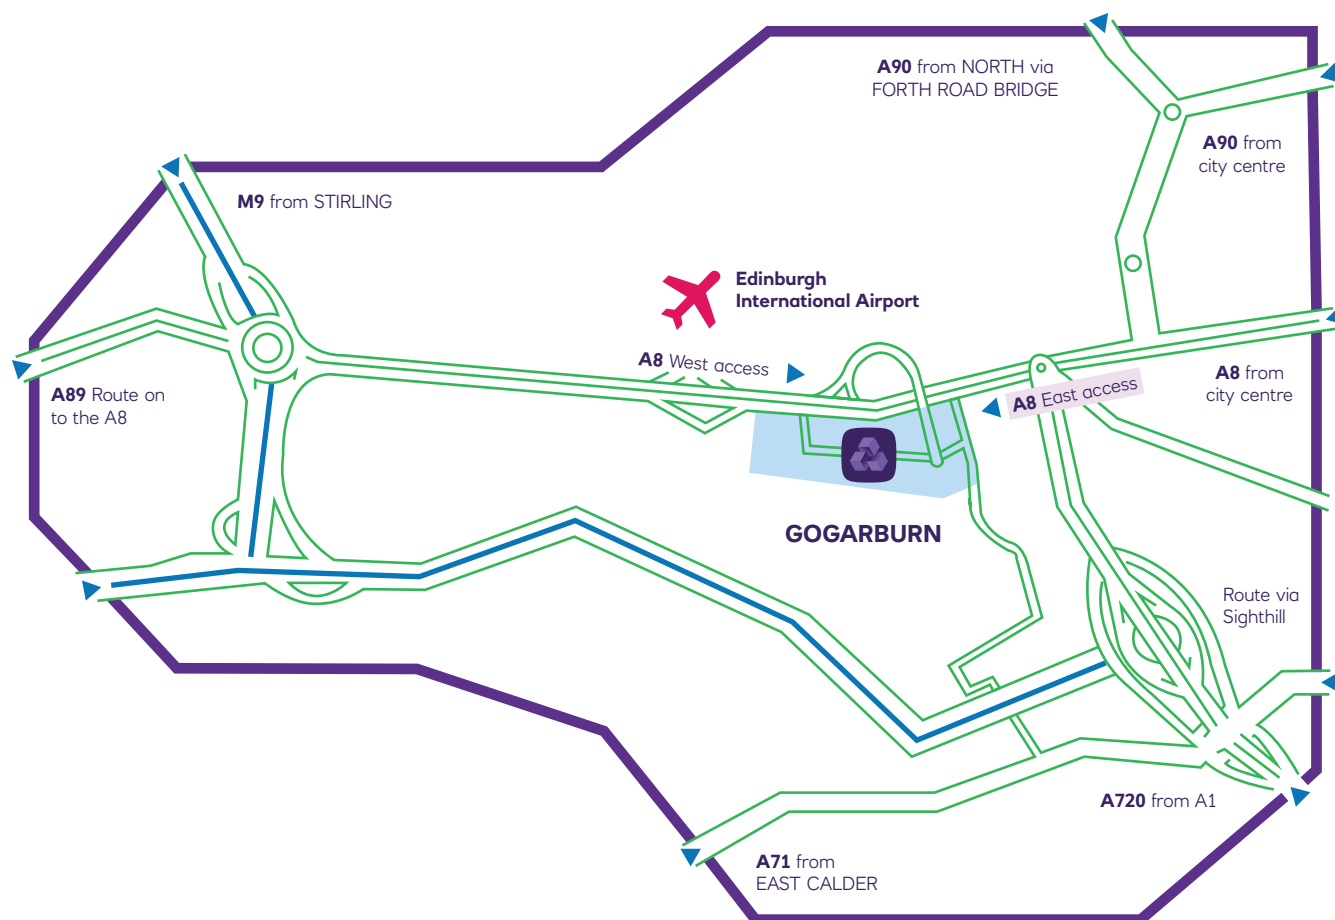 A90 from NORTH via
FORTH ROAD BRIDGE
A90 from
city centre
M9 from STIRLING
Edinburgh
International Airport
A8 West access
A8 East access
A8 from
city centre
A89 Route on
to the A8
GOGARBURN
Route via
Sighthill
A720 from A1
A71 from
EAST CALDER